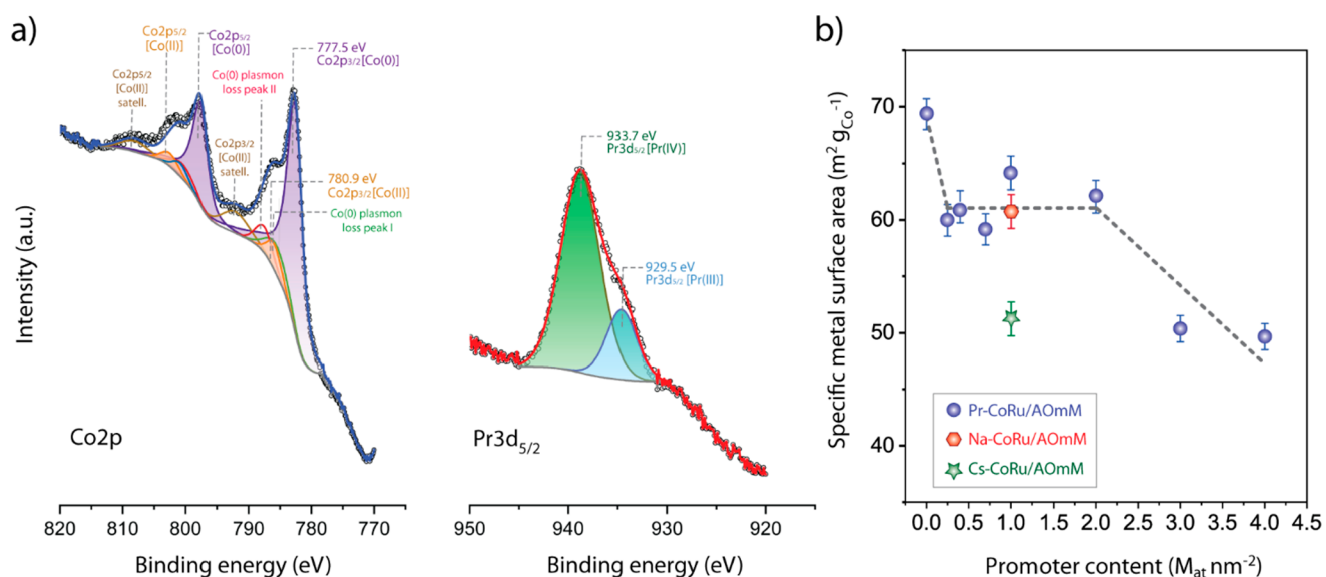 a)
Co2p5/2
[Co(II)]
Co2p5/2
[Co(0)]
777.5 eV
Co2p3/2[Co(0)]
Co2p5/2
[Co(II)]
satell.
Co(0) plasmon
loss peak II
Co2p3/2
[Co(II)]
satell.
780.9 eV
Co2p3/2[Co(II)]
Co(0) plasmon
loss peak I
Intensity (a.u.)
Co2p
820 810 800 790 780 770
Binding energy (eV)
933.7 eV
Pr3d5/2[Pr(IV)]
929.5 eV
Pr3d5/2 [Pr(III)]
Pr3d5/2
950 940 930 920
Binding energy (eV)
b)
Specific metal surface area (m² gCo⁻¹)
70
60
50
40
Pr-CoRu/AOmM
Na-CoRu/AOmM
Cs-CoRu/AOmM
0.0 0.5 1.0 1.5 2.0 2.5 3.0 3.5 4.0 4.5
Promoter content (Mat nm⁻²)